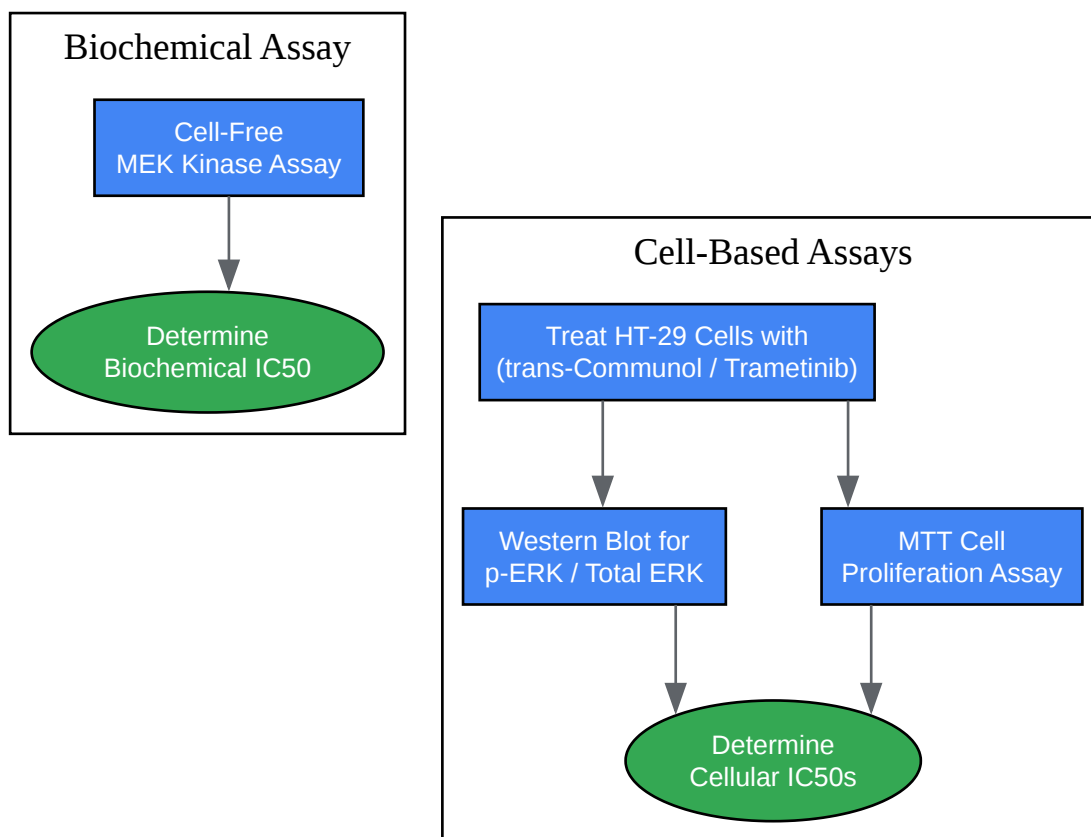 Biochemical Assay
Cell-Free
MEK Kinase Assay
Determine
Biochemical IC50
Cell-Based Assays
Treat HT-29 Cells with
(trans-Communol / Trametinib)
Western Blot for
p-ERK / Total ERK
MTT Cell
Proliferation Assay
Determine
Cellular IC50s